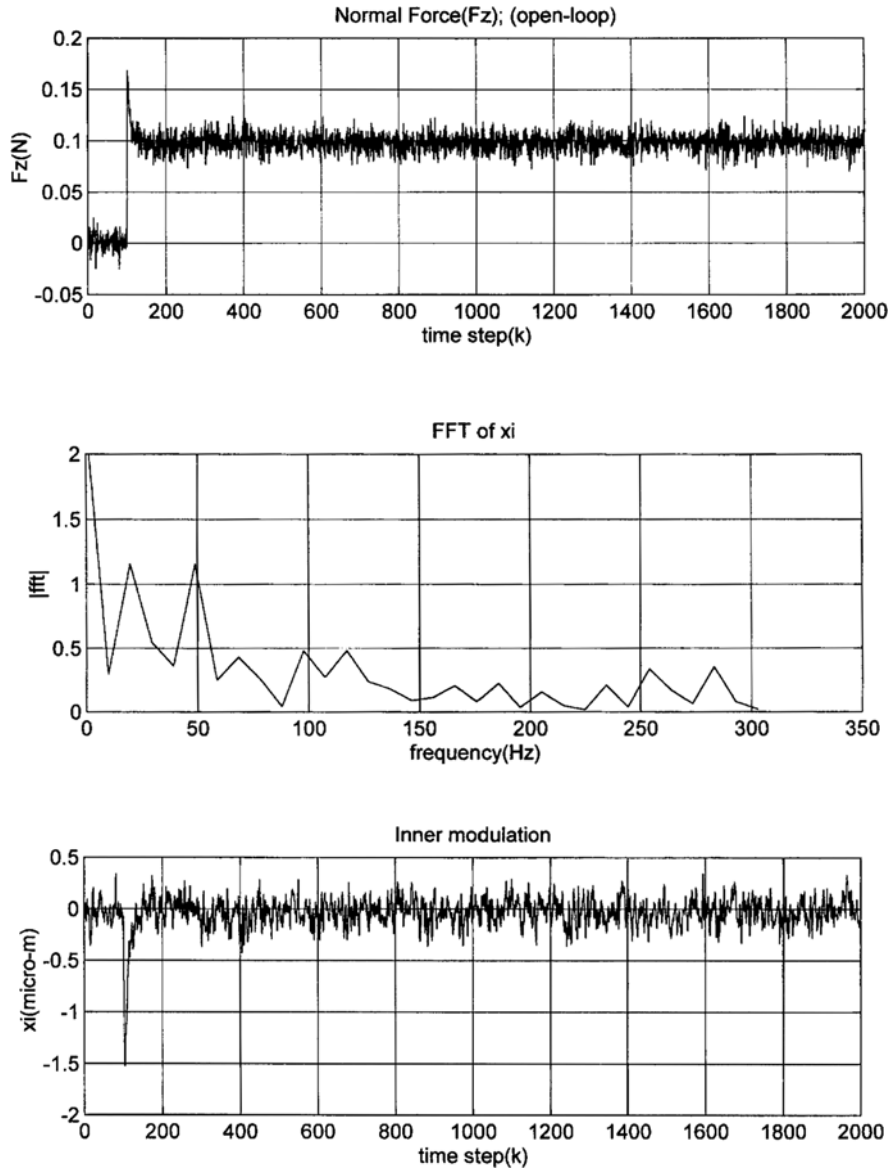 Normal Force(Fz); (open-loop)
0.2
0.15
0.1
0.05
0
-0.05
Fz(N)
0 200 400 600 800 1000 1200 1400 1600 1800 2000
time step(k)
FFT of xi
2
1.5
1
0.5
0
|fft|
0 50 100 150 200 250 300 350
frequency(Hz)
Inner modulation
0.5
0
-0.5
-1
-1.5
-2
xi(micro-m)
0 200 400 600 800 1000 1200 1400 1600 1800 2000
time step(k)